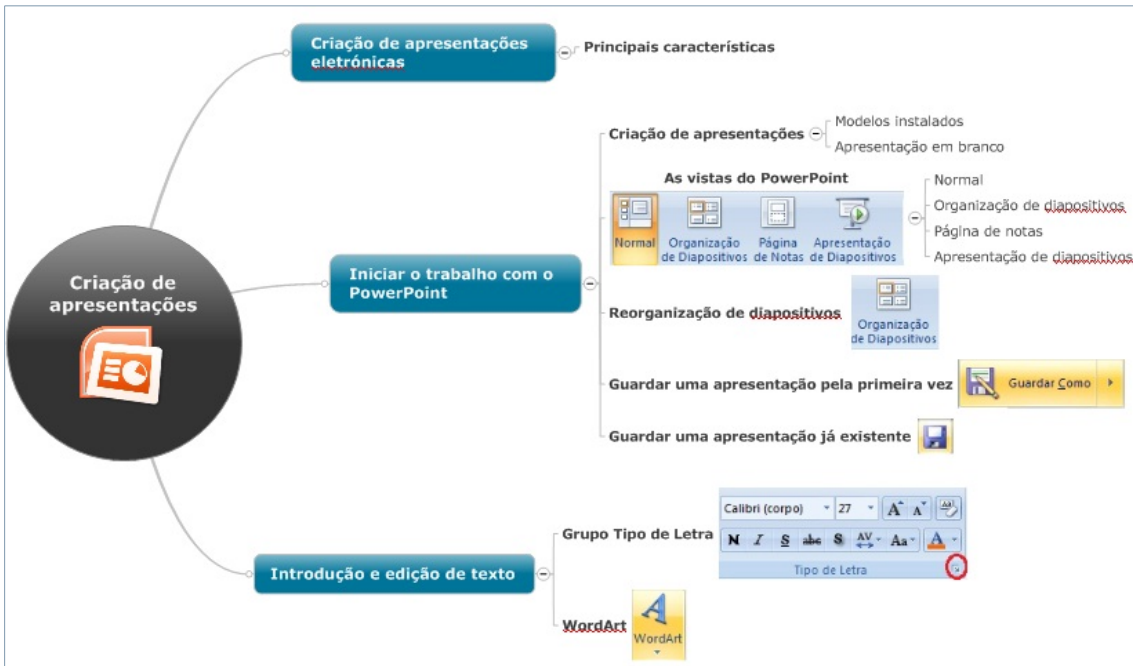 Criação de apresentações
eletrónicas
Principais características
Criação de apresentações
Modelos instalados
Apresentação em branco
As vistas do PowerPoint
Normal
Organização
de Diapositivos
Página
de Notas
Apresentação
de Diapositivos
Normal
Organização de diapositivos
Página de notas
Apresentação de diapositivos
Criação de
apresentações
Iniciar o trabalho com o
PowerPoint
Reorganização de diapositivos
Organização
de Diapositivos
Guardar uma apresentação pela primeira vez
Guardar Como
Guardar uma apresentação já existente
Introdução e edição de texto
Grupo Tipo de Letra
Calibri (corpo) 27 A A Aa
N I S abc S AV Aa A
Tipo de Letra
WordArt
WordArt